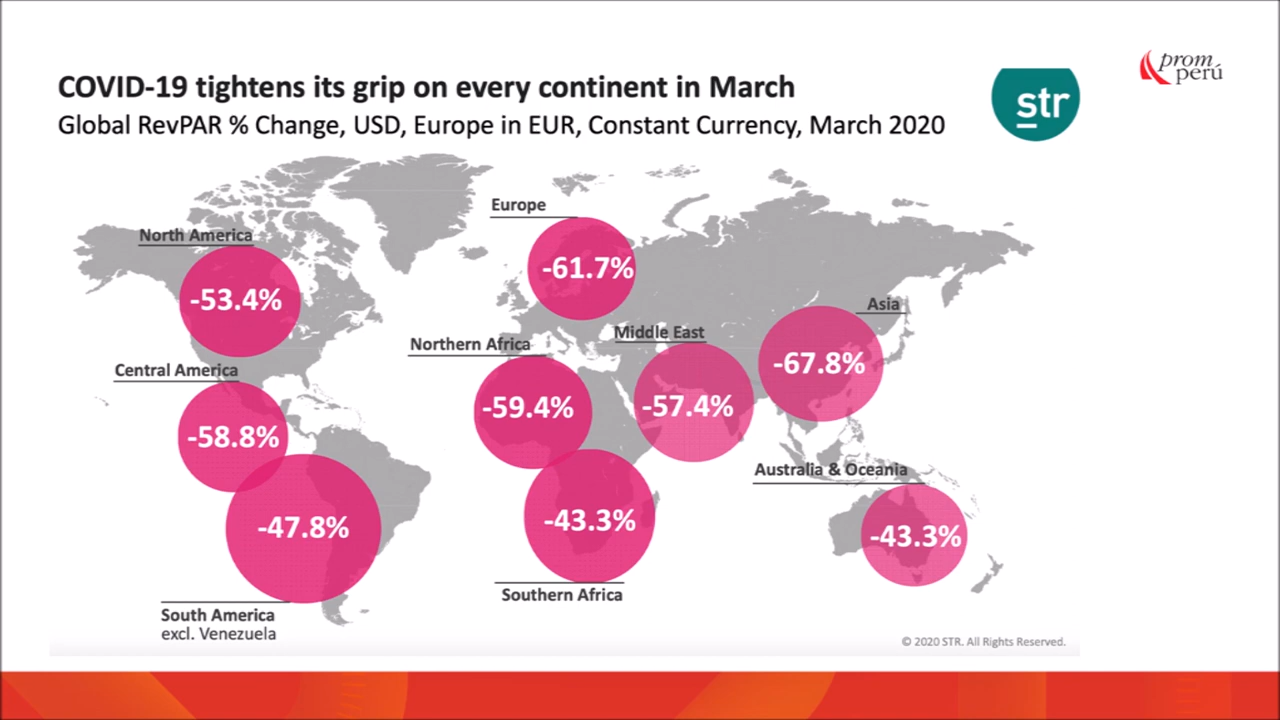 COVID-19 tightens its grip on every continent in March
Global RevPAR % Change, USD, Europe in EUR, Constant Currency, March 2020
str
prom
perú
Europe
-61.7%
North America
-53.4%
Asia
-67.8%
Middle East
-57.4%
Northern Africa
-59.4%
Central America
-58.8%
Australia & Oceania
-43.3%
-47.8%
South America
excl. Venezuela
-43.3%
Southern Africa
© 2020 STR. All Rights Reserved.